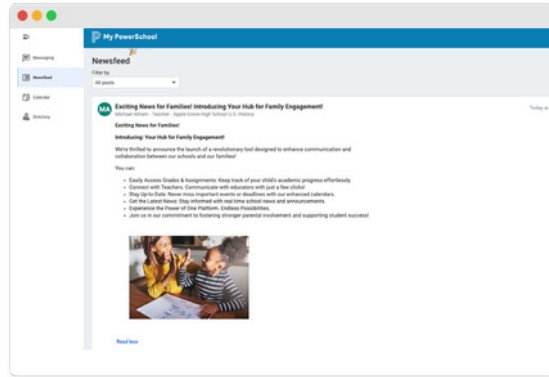 My PowerSchool
Messaging
Newsfeed
Calendar
Directory
Newsfeed
Filter by
All posts
MA
Exciting News for Families! Introducing Your Hub for Family Engagement!
Michael Abram - Teacher - Apple Grove High School U.S. History
Today at
Exciting News for Families!
Introducing: Your Hub for Family Engagement!
We're thrilled to announce the launch of a revolutionary tool designed to enhance communication and
collaboration between our schools and our families!
You can:
• Easily Access Grades & Assignments: Keep track of your child's academic progress effortlessly.
• Connect with Teachers: Communicate with educators with just a few clicks!
• Stay Up-to-Date: Never miss important events or deadlines with our enhanced calendars.
• Get the Latest News: Stay informed with real-time school news and announcements.
• Experience the Power of One Platform. Endless Possibilities.
• Join us in our commitment to fostering stronger parental involvement and supporting student success!
Read less